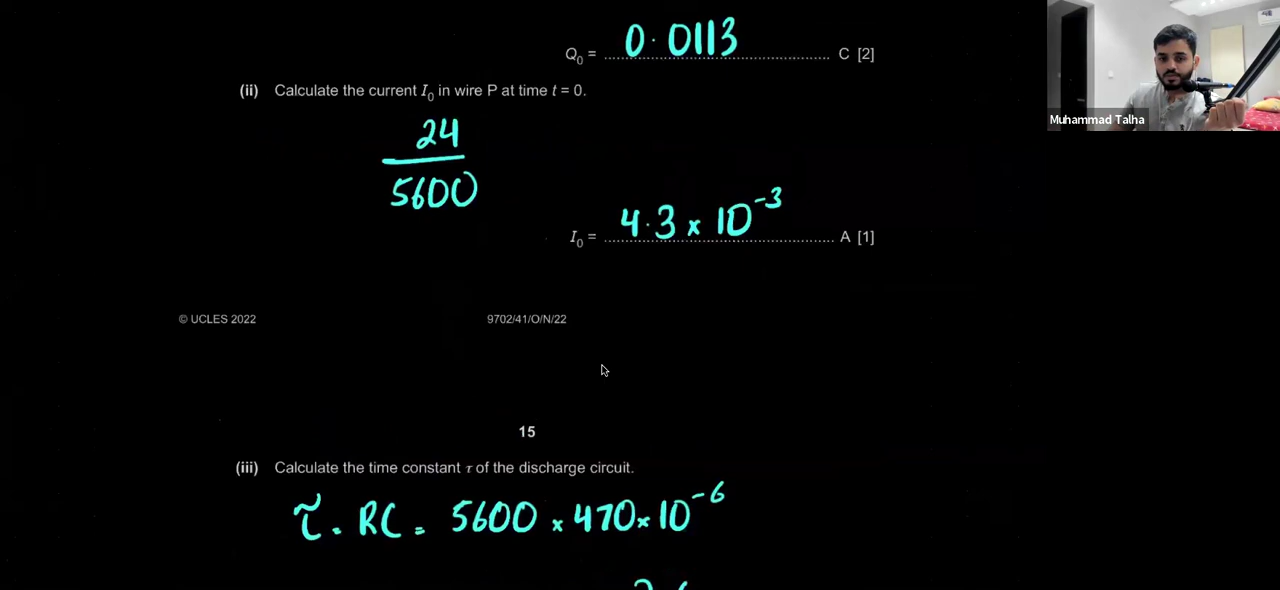 Q0 = 0.0113 C [2]
(ii) Calculate the current I0 in wire P at time t = 0.
24
5600
I0 = 4.3 x 10^-3 A [1]
Muhammad Talha
© UCLES 2022 9702/41/O/N/22
15
(iii) Calculate the time constant τ of the discharge circuit.
τ = RC = 5600 x 470 x 10^-6